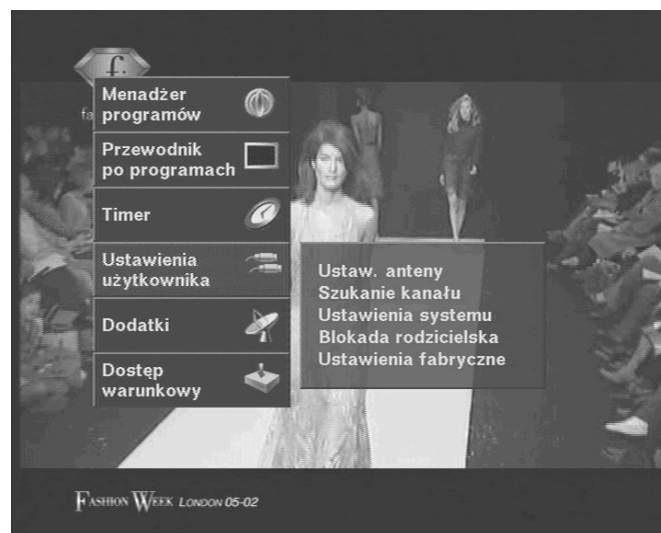 f.
fa
Menadżer
programów
Przewodnik
po programach
Timer
Ustawienia
użytkownika
Dodatki
Dostęp
warunkowy
Ustaw. anteny
Szukanie kanału
Ustawienia systemu
Blokada rodzicielska
Ustawienia fabryczne
FASHION WEEK LONDON 05-02